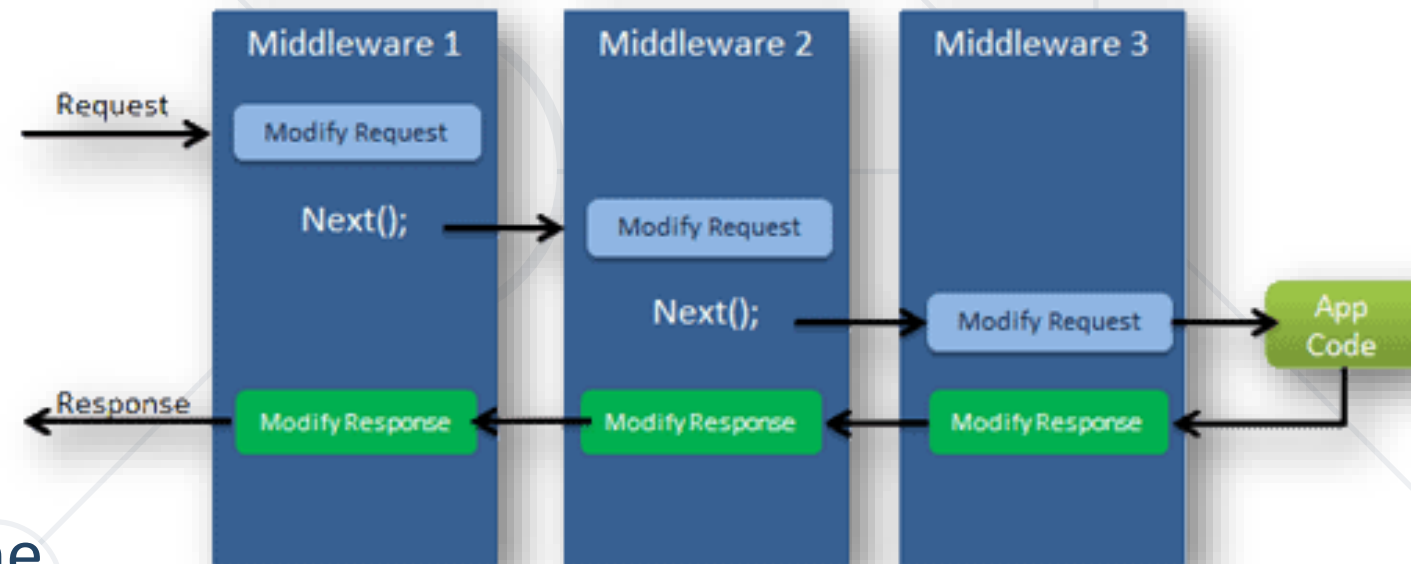 Middleware 1
Middleware 2
Middleware 3
Request
Modify Request
Next();
Modify Request
Next();
Modify Request
App
Code
Response
Modify Response
Modify Response
Modify Response